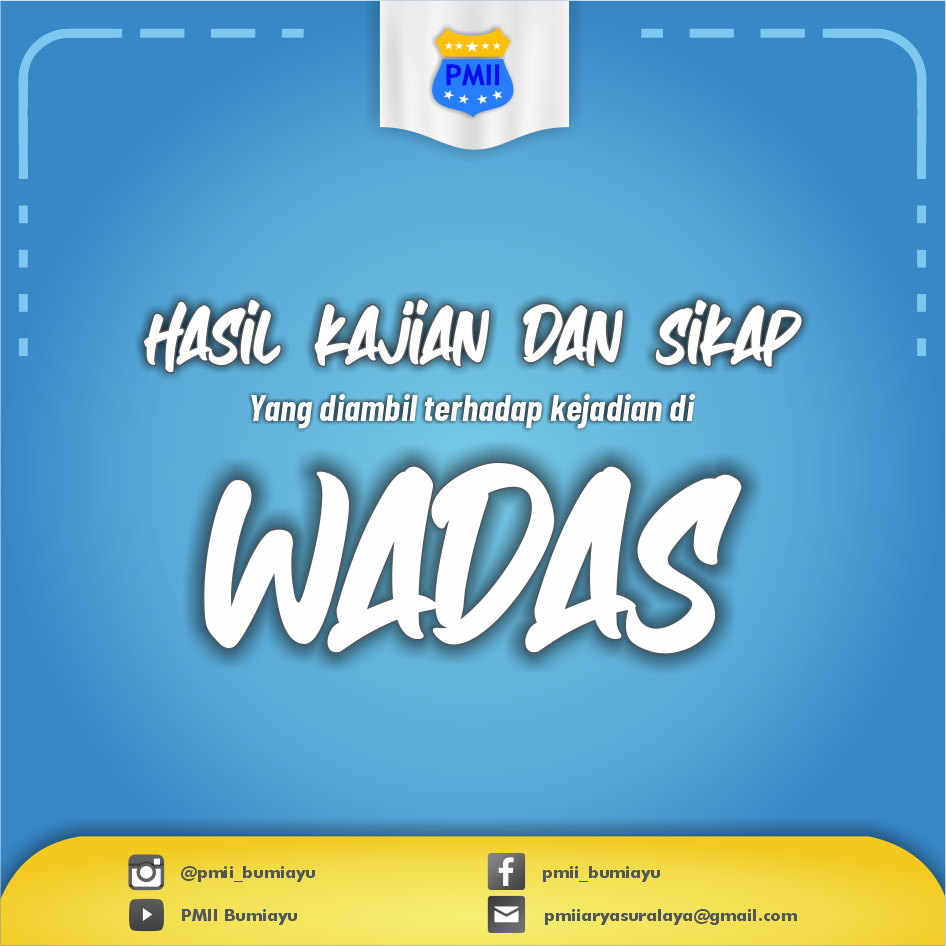 PMII
HASIL KAJIAN DAN SIKAP
Yang diambil terhadap kejadian di
WADAS
@pmii_bumiayu
pmii_bumiayu
PMII Bumiayu
pmiiaryasuralaya@gmail.com